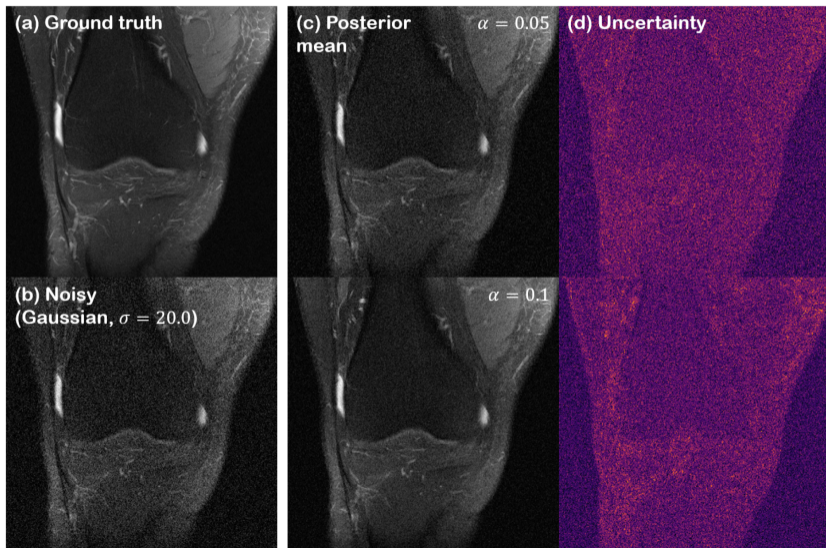 (a) Ground truth
(c) Posterior
mean
α = 0.05
(d) Uncertainty
(b) Noisy
(Gaussian, σ = 20.0)
α = 0.1